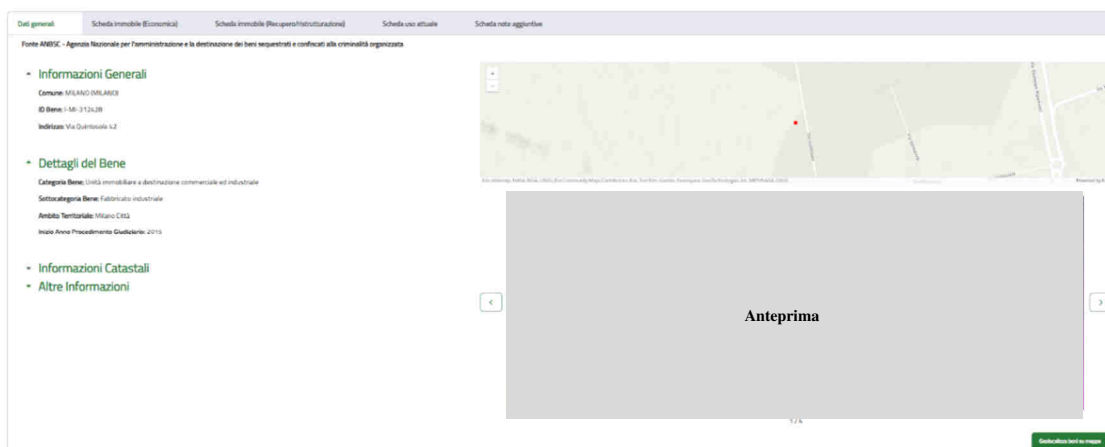 Dati generali
Scheda immobile (Economica)
Scheda immobile (Recupero/ristrutturazione)
Scheda uso attuale
Scheda note aggiuntive
Fonte ANBSC - Agenzia Nazionale per l'amministrazione e la destinazione dei beni sequestrati e confiscati alla criminalità organizzata
Informazioni Generali
Comune: MILANO (MILANO)
ID Bene: I-MI-312428
Indirizzo: Via Quintosole 42
Dettagli del Bene
Categoria Bene: Unità immobiliare a destinazione commerciale ed industriale
Sottocategoria Bene: Fabbricato industriale
Ambito Territoriale: Milano Città
Inizio Anno Procedimento Giudiziario: 2015
Informazioni Catastali
Altre Informazioni
+
-
Anteprima
1 / 4
Geolocalizza beni su mappa